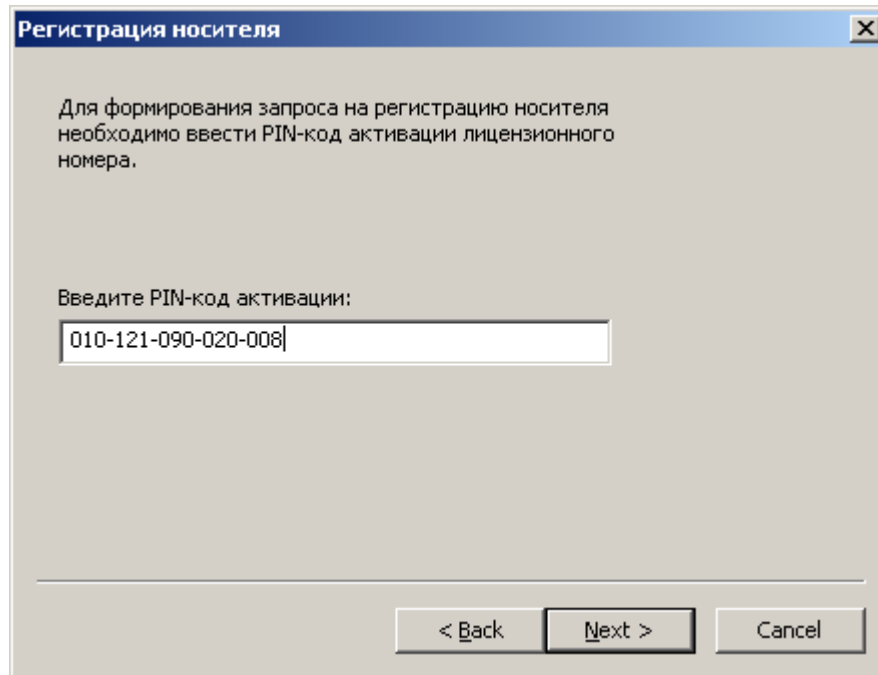 Регистрация носителя
Для формирования запроса на регистрацию носителя
необходимо ввести PIN-код активации лицензионного
номера.
Введите PIN-код активации:
010-121-090-020-008
< Back
Next >
Cancel